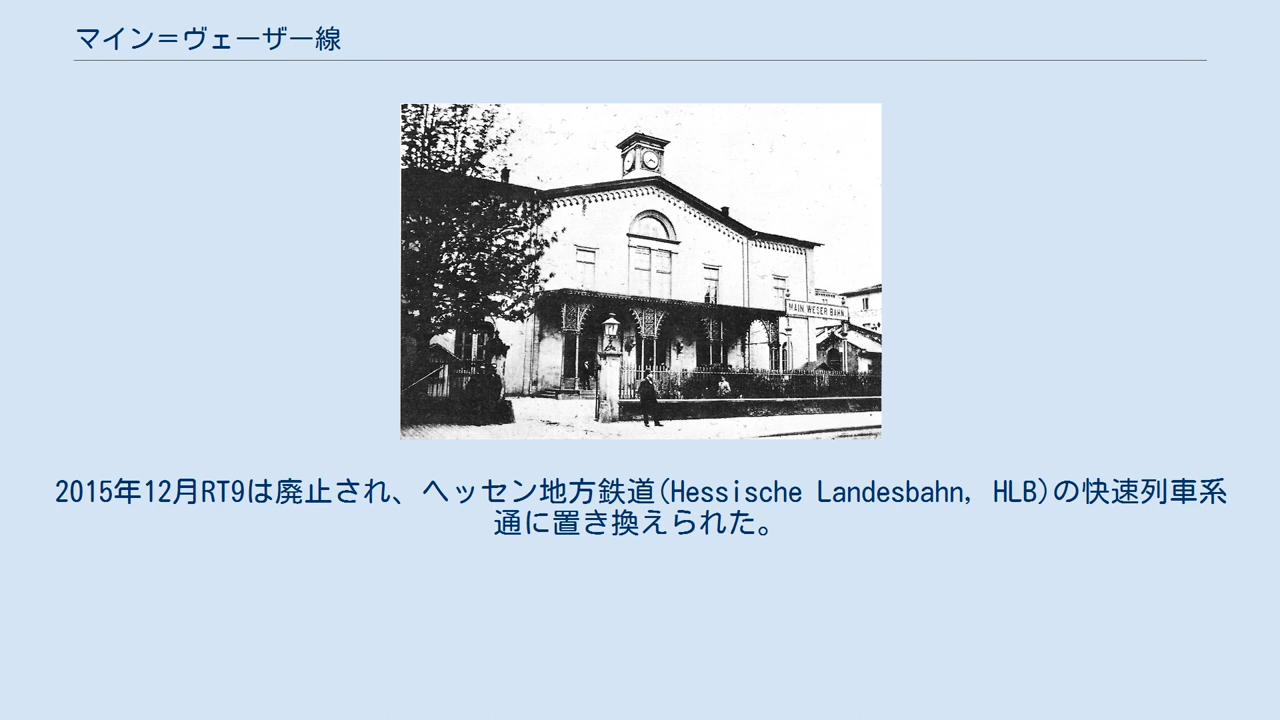 マイン＝ヴェーザー線
MAIN WESER BAHN
2015年12月RT9は廃止され、ヘッセン地方鉄道(Hessische Landesbahn, HLB)の快速列車系
通に置き換えられた。